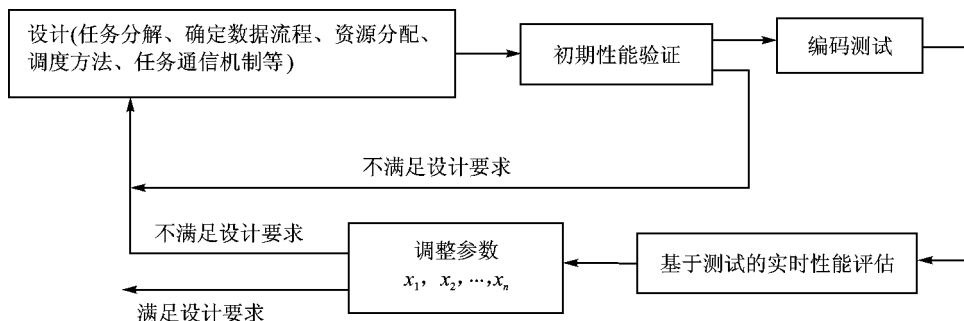 设计(任务分解、确定数据流程、资源分配、
调度方法、任务通信机制等)
初期性能验证
编码测试
不满足设计要求
不满足设计要求
调整参数
x₁, x₂, ⋯, xₙ
基于测试的实时性能评估
满足设计要求